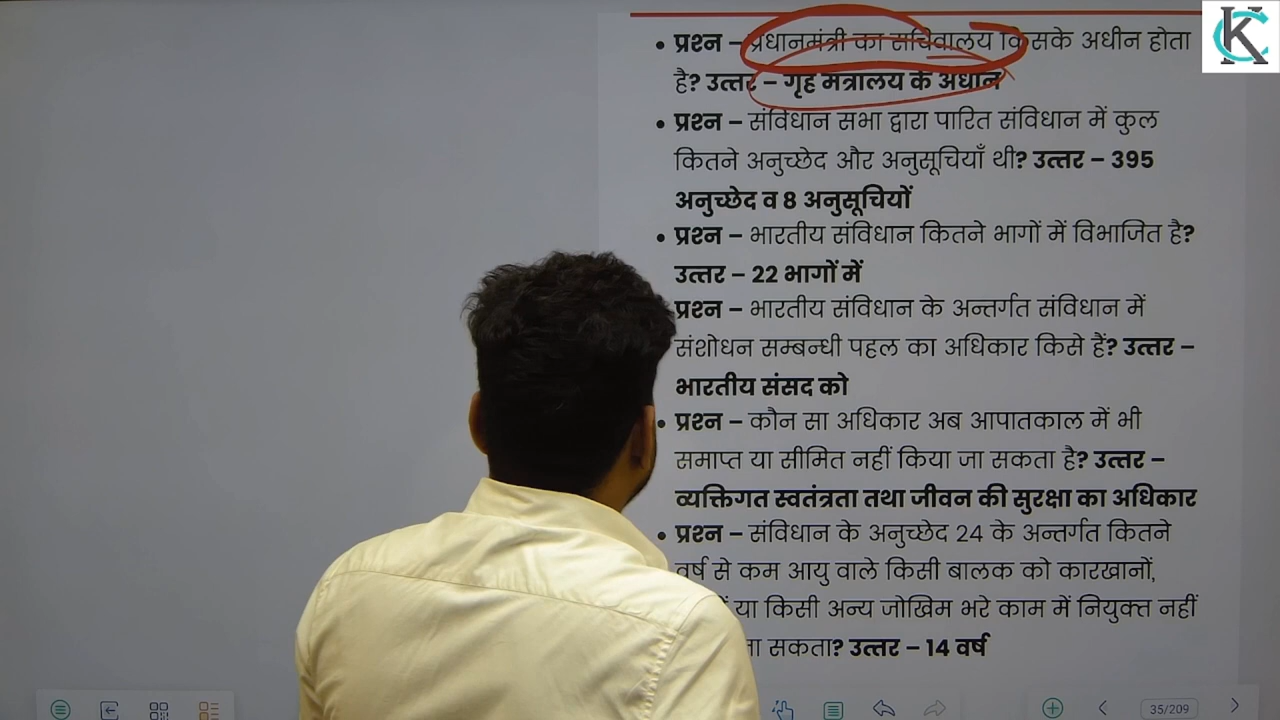 प्रश्न – प्रधानमंत्री का सचिवालय किसके अधीन होता
है? उत्तर – गृह मंत्रालय के अधीन
प्रश्न – संविधान सभा द्वारा पारित संविधान में कुल
कितने अनुच्छेद और अनुसूचियाँ थी? उत्तर – 395
अनुच्छेद व 8 अनुसूचियों
प्रश्न – भारतीय संविधान कितने भागों में विभाजित है?
उत्तर – 22 भागों में
प्रश्न – भारतीय संविधान के अन्तर्गत संविधान में
संशोधन सम्बन्धी पहल का अधिकार किसे हैं? उत्तर –
भारतीय संसद को
प्रश्न – कौन सा अधिकार अब आपातकाल में भी
समाप्त या सीमित नहीं किया जा सकता है? उत्तर –
व्यक्तिगत स्वतंत्रता तथा जीवन की सुरक्षा का अधिकार
प्रश्न – संविधान के अनुच्छेद 24 के अन्तर्गत कितने
वर्ष से कम आयु वाले किसी बालक को कारखानों,
या किसी अन्य जोखिम भरे काम में नियुक्त नहीं
सकता? उत्तर – 14 वर्ष
35/209
KC